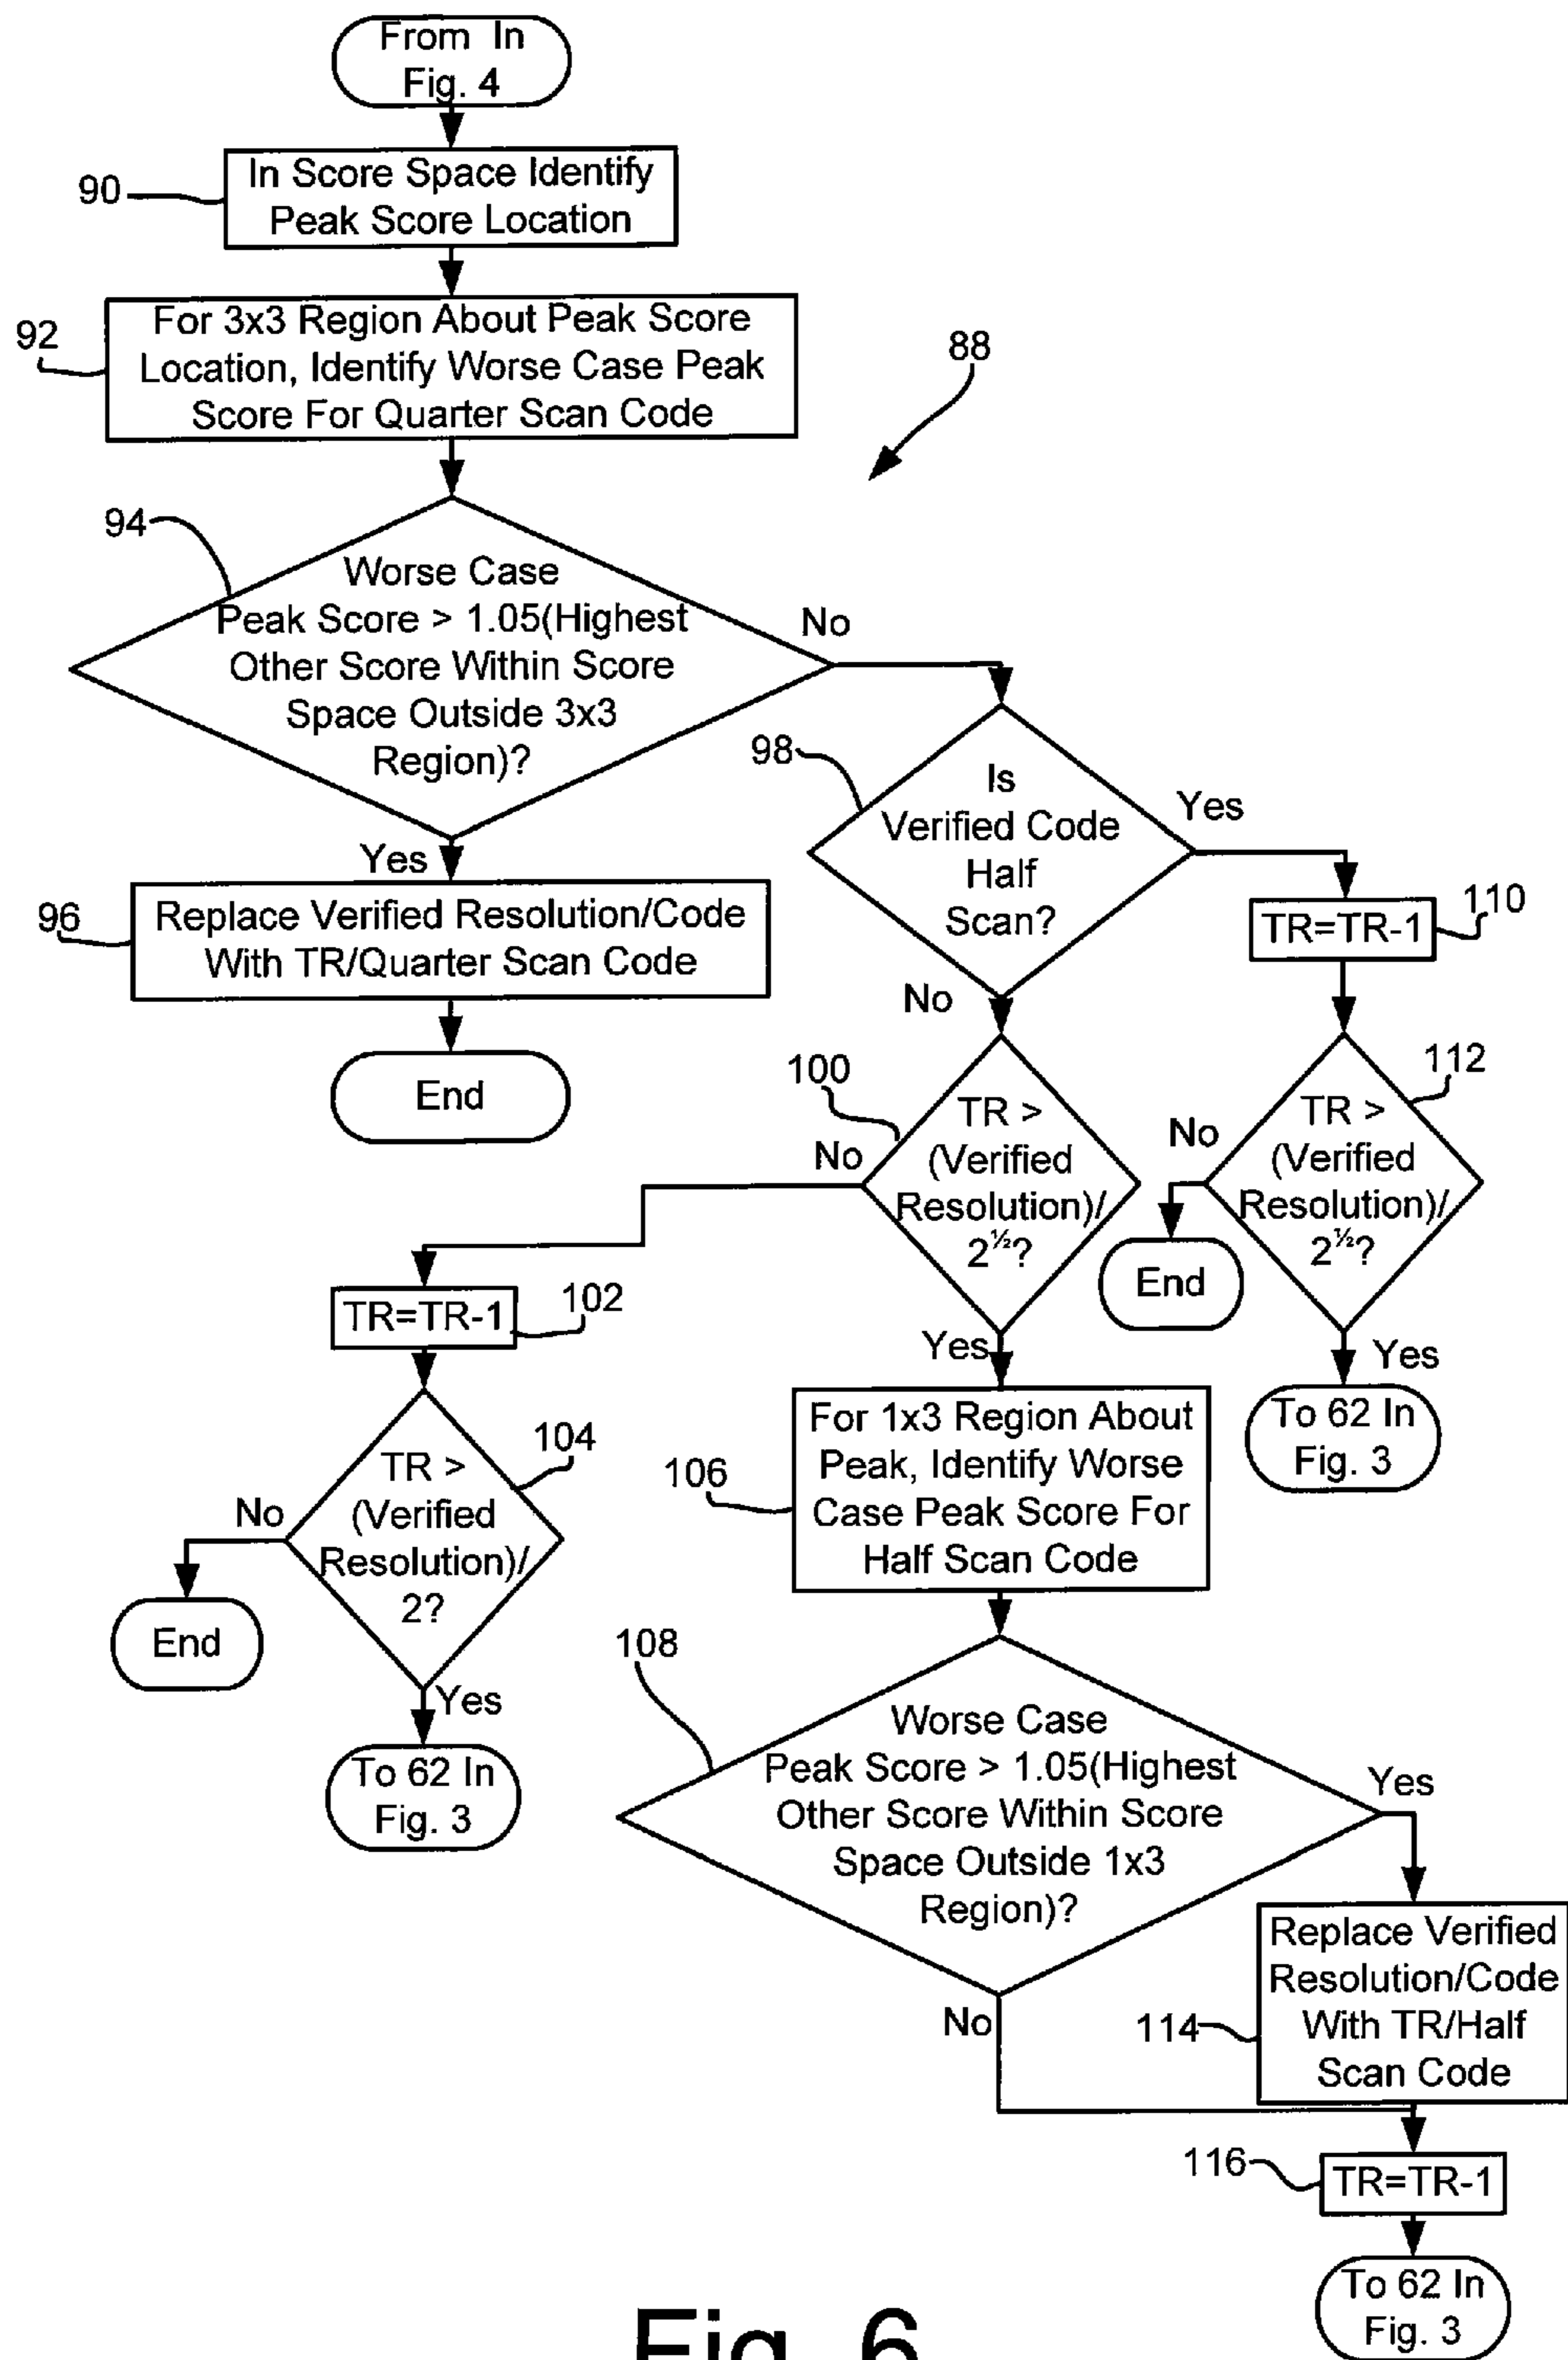 From In
Fig. 4
90
In Score Space Identify
Peak Score Location
92
For 3x3 Region About Peak Score
Location, Identify Worse Case Peak
Score For Quarter Scan Code
88
94
Worse Case
Peak Score > 1.05(Highest
Other Score Within Score
Space Outside 3x3
Region)?
No
Yes
96
Replace Verified Resolution/Code
With TR/Quarter Scan Code
End
98
Is
Verified Code
Half
Scan?
Yes
No
110
TR=TR-1
112
TR >
(Verified
Resolution)/
2^½?
No
End
Yes
To 62 In
Fig. 3
100
TR >
(Verified
Resolution)/
2^½?
No
Yes
102
TR=TR-1
104
TR >
(Verified
Resolution)/
2?
No
End
Yes
To 62 In
Fig. 3
106
For 1x3 Region About
Peak, Identify Worse
Case Peak Score For
Half Scan Code
108
Worse Case
Peak Score > 1.05(Highest
Other Score Within Score
Space Outside 1x3
Region)?
Yes
No
114
Replace Verified
Resolution/Code
With TR/Half
Scan Code
116
TR=TR-1
To 62 In
Fig. 3
Fig. 6